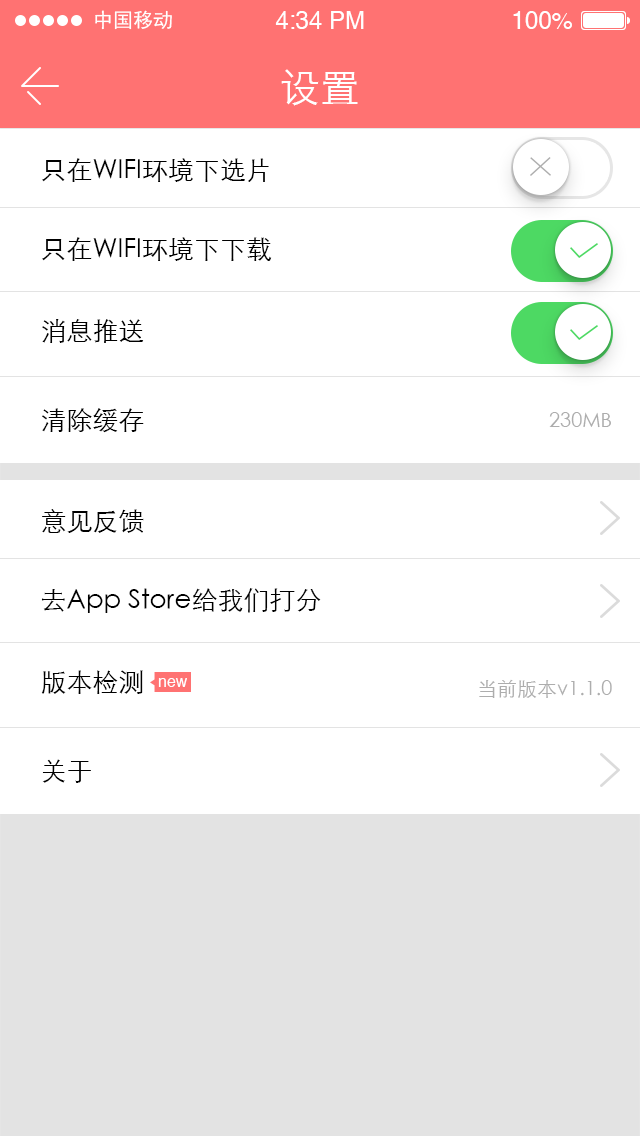 中国移动 4:34 PM 100%
设置
只在WIFI环境下选片
只在WIFI环境下下载
消息推送
清除缓存 230MB
意见反馈
去App Store给我们打分
版本检测 new 当前版本v1.1.0
关于